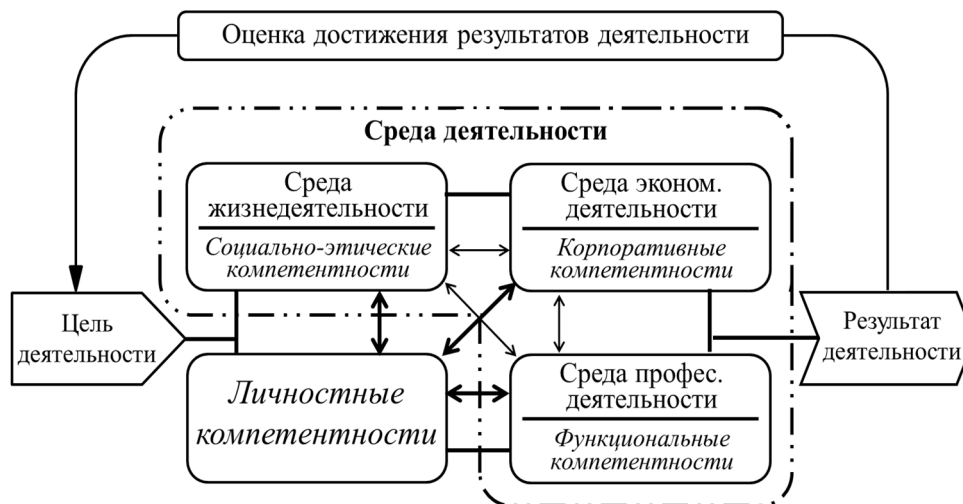 Оценка достижения результатов деятельности
Среда деятельности
Среда
жизнедеятельности
Социально-этические
компетентности
Среда эконом.
деятельности
Корпоративные
компетентности
Цель
деятельности
Результат
деятельности
Личностные
компетентности
Среда профес.
деятельности
Функциональные
компетентности